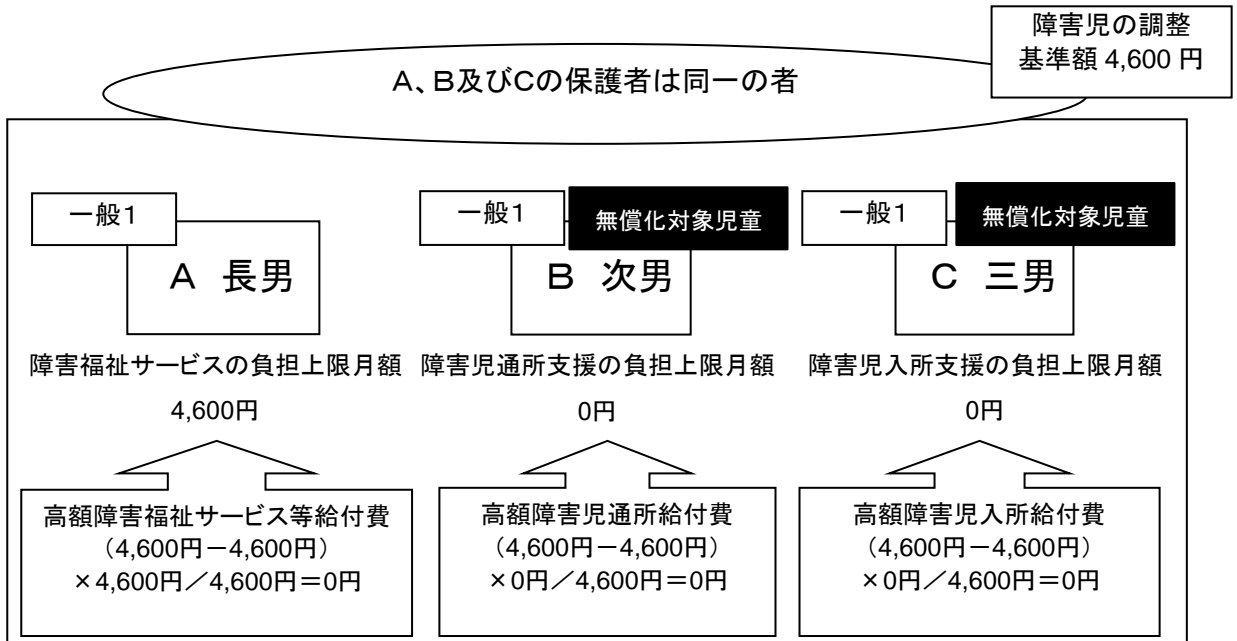 障害児の調整
基準額 4,600 円
A、B及びCの保護者は同一の者
一般1
A 長男
障害福祉サービスの負担上限月額
4,600円
高額障害福祉サービス等給付費
(4,600円-4,600円)
×4,600円/4,600円=0円
一般1
無償化対象児童
B 次男
障害児通所支援の負担上限月額
0円
高額障害児通所給付費
(4,600円-4,600円)
×0円/4,600円=0円
一般1
無償化対象児童
C 三男
障害児入所支援の負担上限月額
0円
高額障害児入所給付費
(4,600円-4,600円)
×0円/4,600円=0円